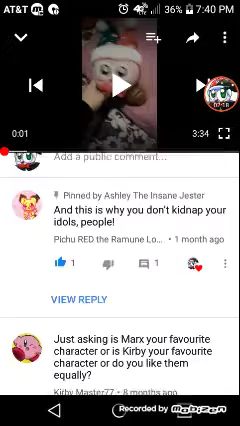 AT&T 36% 7:40 PM
07:18
0:01 3:34
Add a public comment...
Pinned by Ashley The Insane Jester
And this is why you don't kidnap your
idols, people!
Pichu RED the Ramune Lo... • 1 month ago
1 1
VIEW REPLY
Just asking is Marx your favourite
character or is Kirby your favourite
character or do you like them
equally?
Kirby Master77 • 8 months ago
Recorded by MOBIZEN